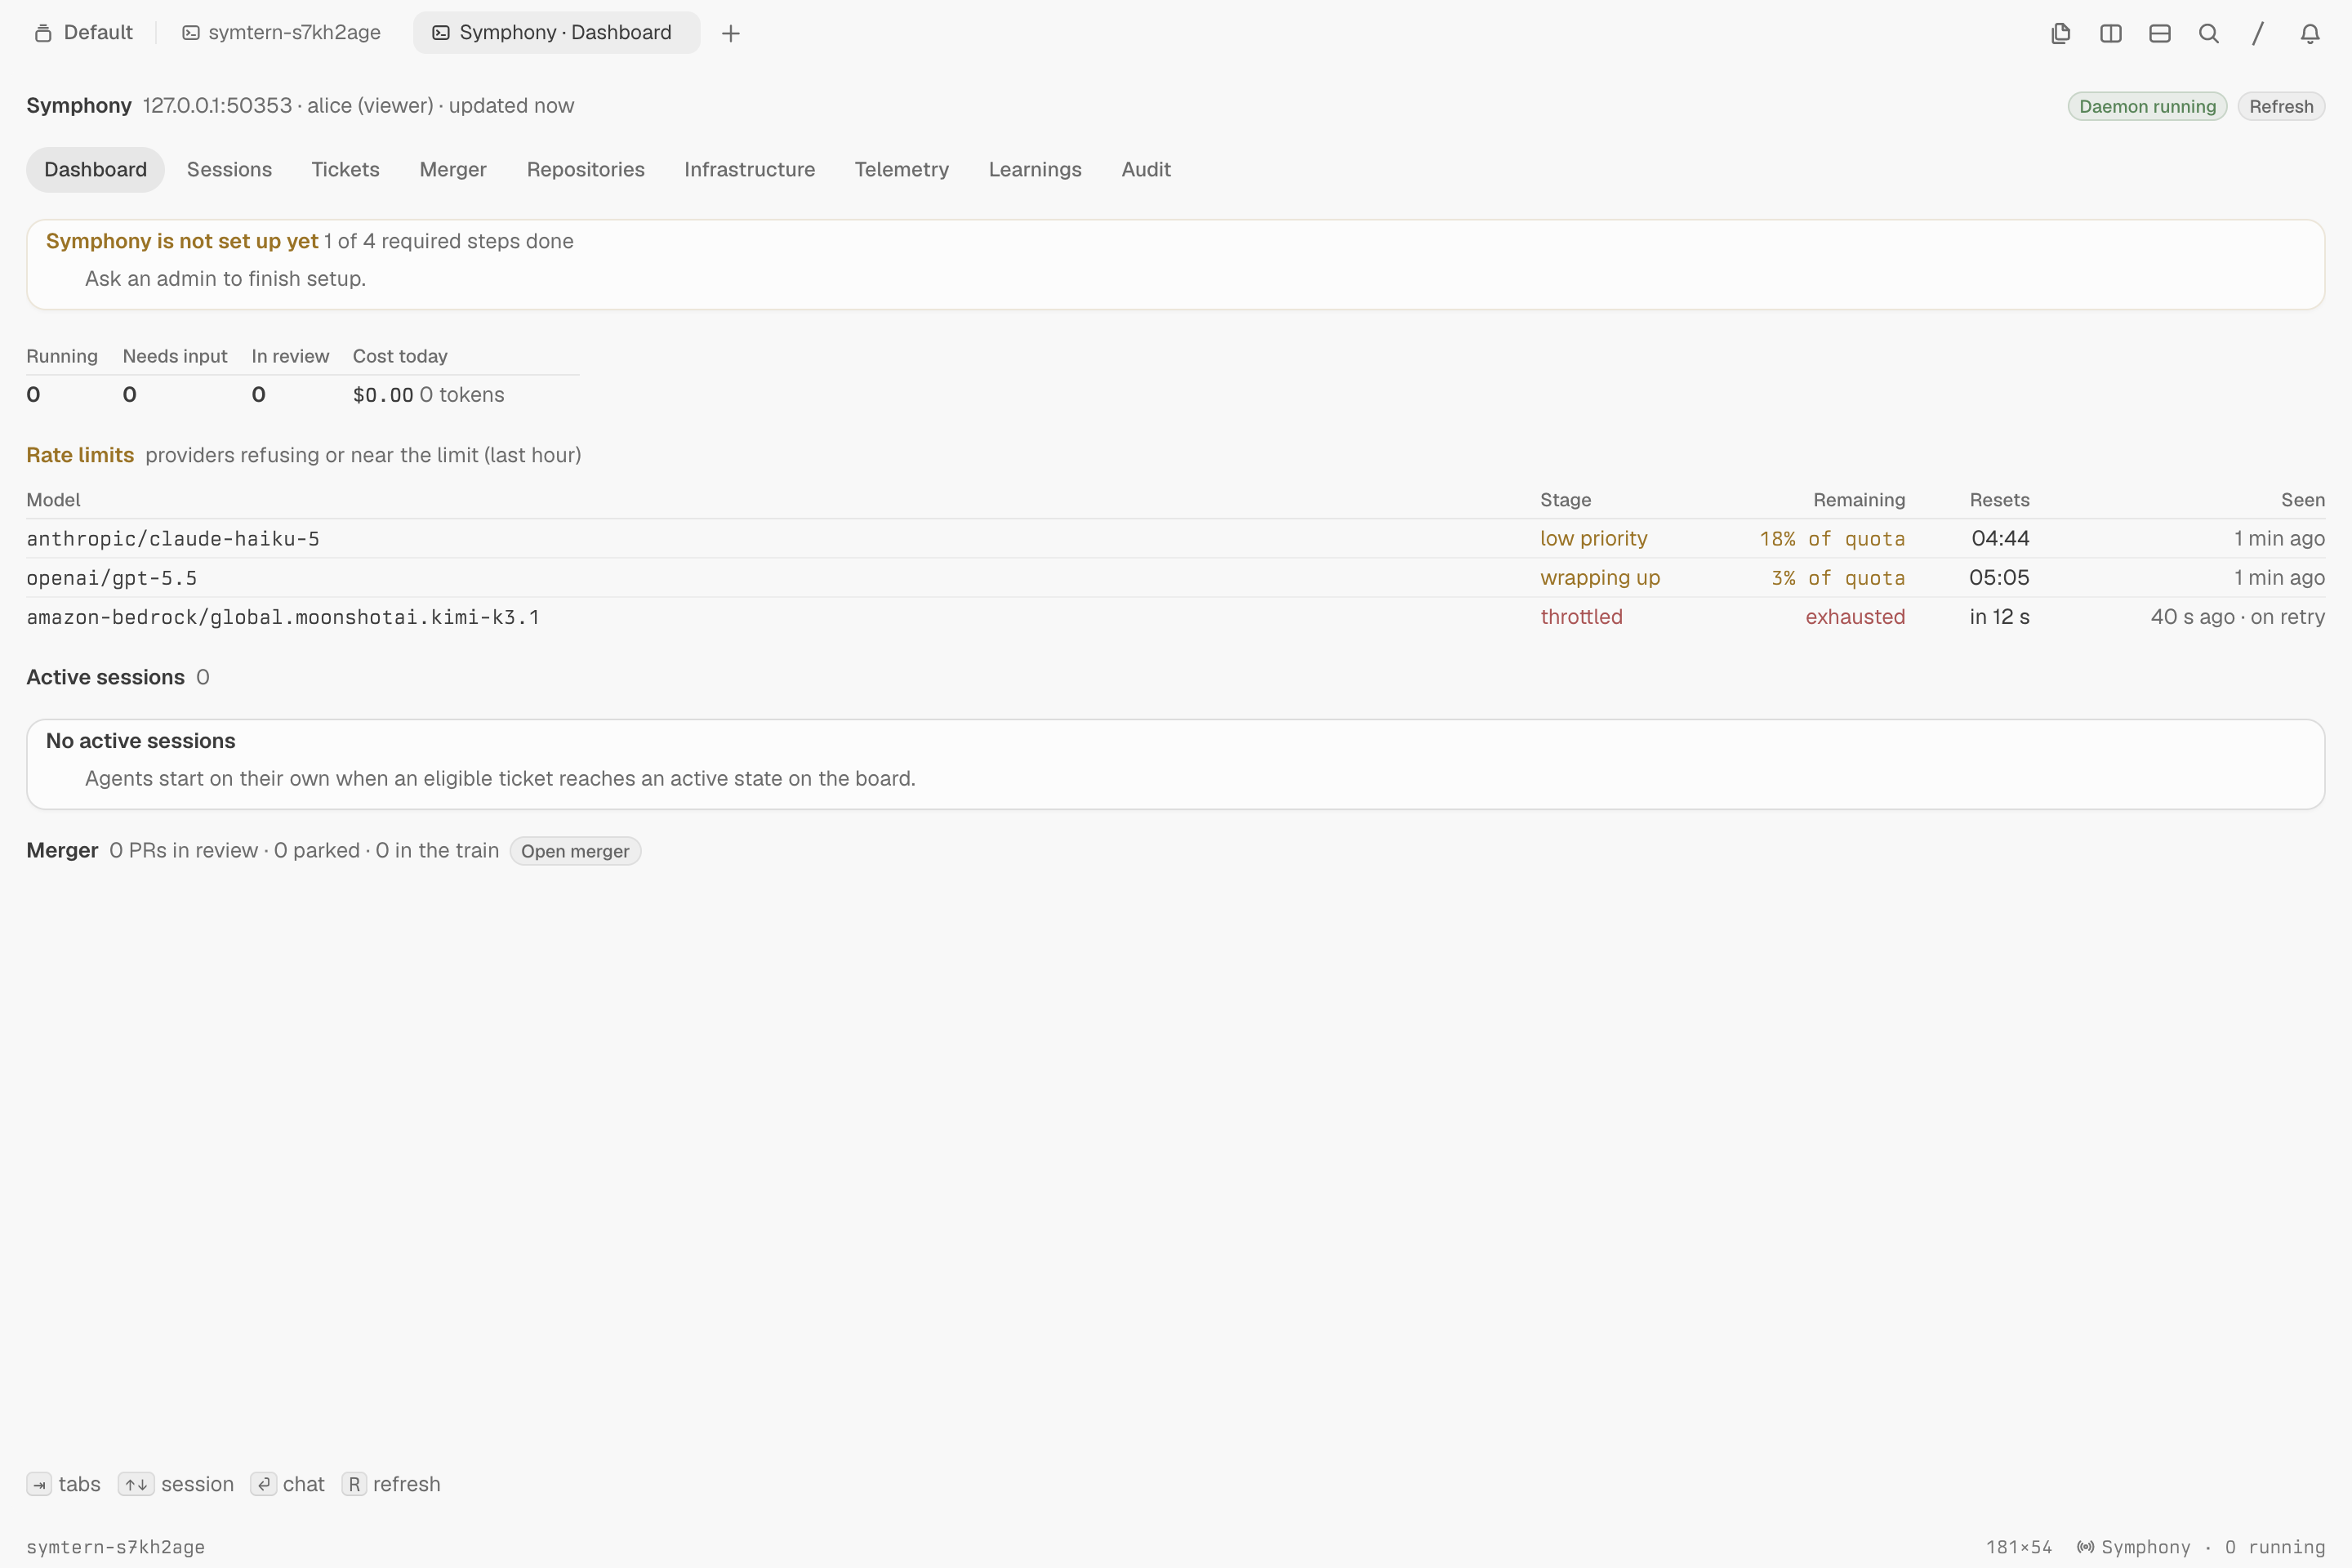 Default symtern-s7kh2age Symphony · Dashboard
Symphony 127.0.0.1:50353 · alice (viewer) · updated now Daemon running Refresh
Dashboard Sessions Tickets Merger Repositories Infrastructure Telemetry Learnings Audit
Symphony is not set up yet 1 of 4 required steps done
Ask an admin to finish setup.
Running Needs input In review Cost today
0 0 0 $0.00 0 tokens
Rate limits providers refusing or near the limit (last hour)
Model Stage Remaining Resets Seen
anthropic/claude-haiku-5 low priority 18% of quota 04:44 1 min ago
openai/gpt-5.5 wrapping up 3% of quota 05:05 1 min ago
amazon-bedrock/global.moonshotai.kimi-k3.1 throttled exhausted in 12 s 40 s ago · on retry
Active sessions 0
No active sessions
Agents start on their own when an eligible ticket reaches an active state on the board.
Merger 0 PRs in review · 0 parked · 0 in the train Open merger
⇥ tabs ↑↓ session ↵ chat R refresh
symtern-s7kh2age 181×54 Symphony · 0 running